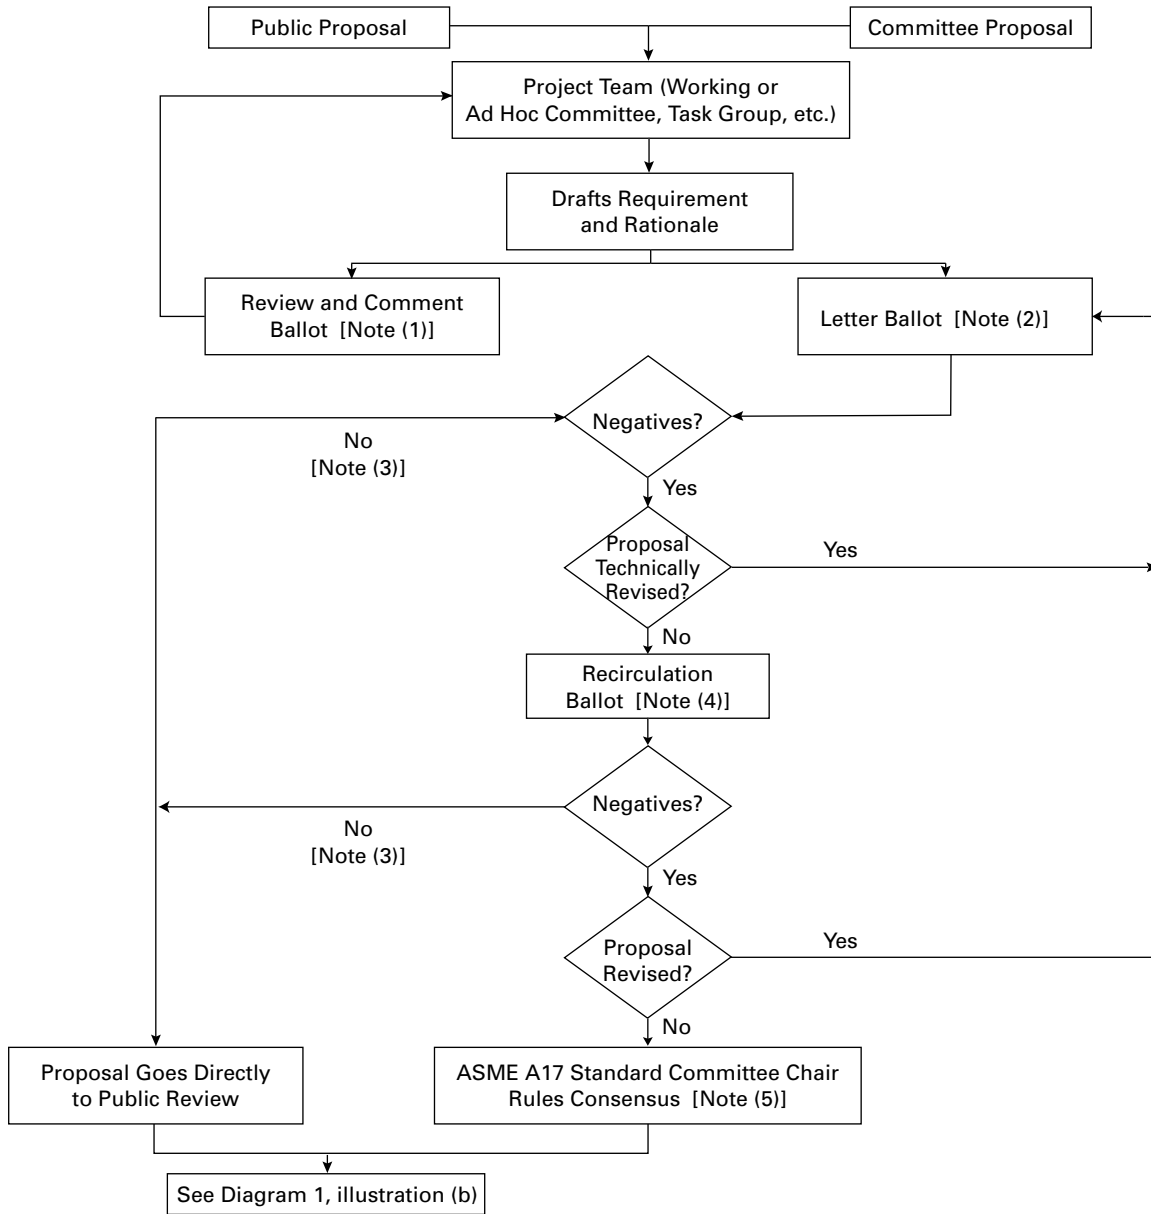 Public Proposal
Committee Proposal
Project Team (Working or
Ad Hoc Committee, Task Group, etc.)
Drafts Requirement
and Rationale
Review and Comment
Ballot [Note (1)]
Letter Ballot [Note (2)]
Negatives?
No
[Note (3)]
Yes
Proposal
Technically
Revised?
Yes
No
Recirculation
Ballot [Note (4)]
Negatives?
No
[Note (3)]
Yes
Proposal
Revised?
Yes
No
Proposal Goes Directly
to Public Review
ASME A17 Standard Committee Chair
Rules Consensus [Note (5)]
See Diagram 1, illustration (b)